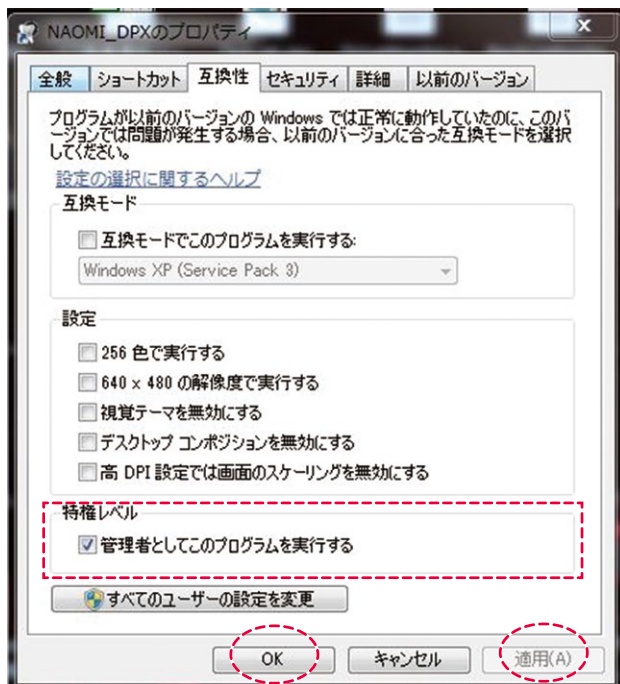 NAOMI_DPXのプロパティ
全般 ショートカット 互換性 セキュリティ 詳細 以前のバージョン
プログラムが以前のバージョンの Windows では正常に動作していたのに、このバ
ージョンでは問題が発生する場合、以前のバージョンに合った互換モードを選択
してください。
設定の選択に関するヘルプ
互換モード
互換モードでこのプログラムを実行する:
Windows XP (Service Pack 3)
設定
256 色で実行する
640 x 480 の解像度で実行する
視覚テーマを無効にする
デスクトップ コンポジションを無効にする
高 DPI 設定では画面のスケーリングを無効にする
特権レベル
管理者としてこのプログラムを実行する
すべてのユーザーの設定を変更
OK キャンセル 適用(A)